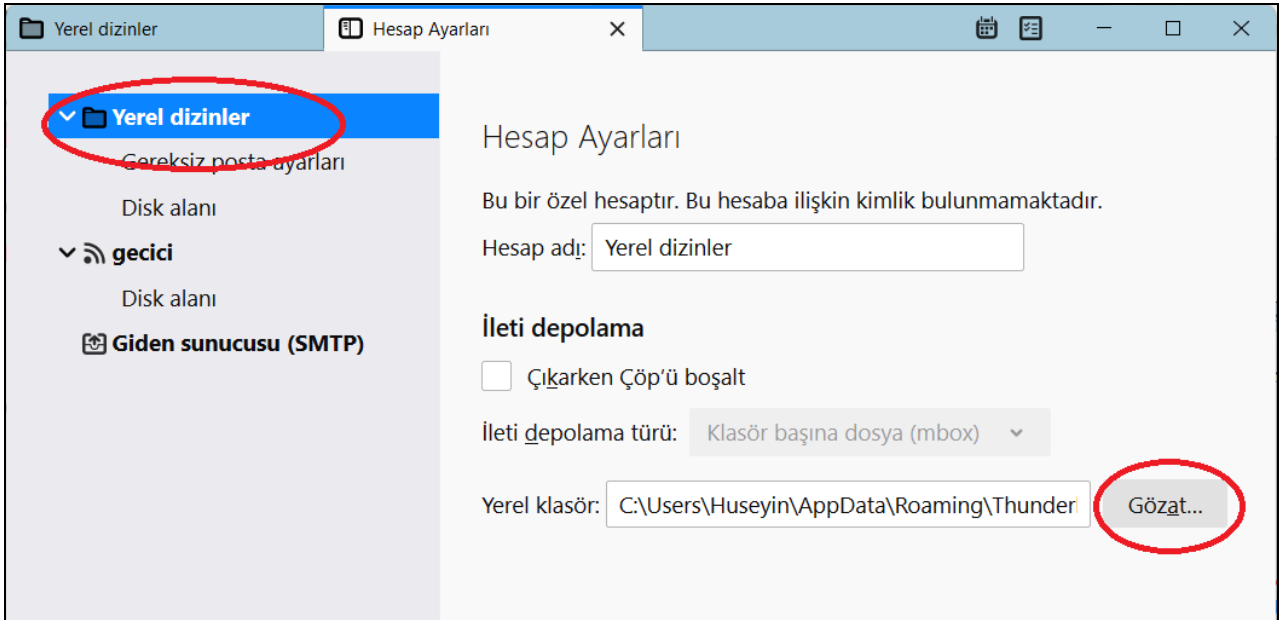 Yerel dizinler
Hesap Ayarları
Yerel dizinler
Gereksiz posta ayarları
Disk alanı
gecici
Disk alanı
Giden sunucusu (SMTP)
Hesap Ayarları
Bu bir özel hesaptır. Bu hesaba ilişkin kimlik bulunmamaktadır.
Hesap adı: Yerel dizinler
İleti depolama
Çıkarken Çöp’ü boşalt
İleti depolama türü: Klasör başına dosya (mbox)
Yerel klasör: C:\Users\Huseyin\AppData\Roaming\Thunder Gözat...